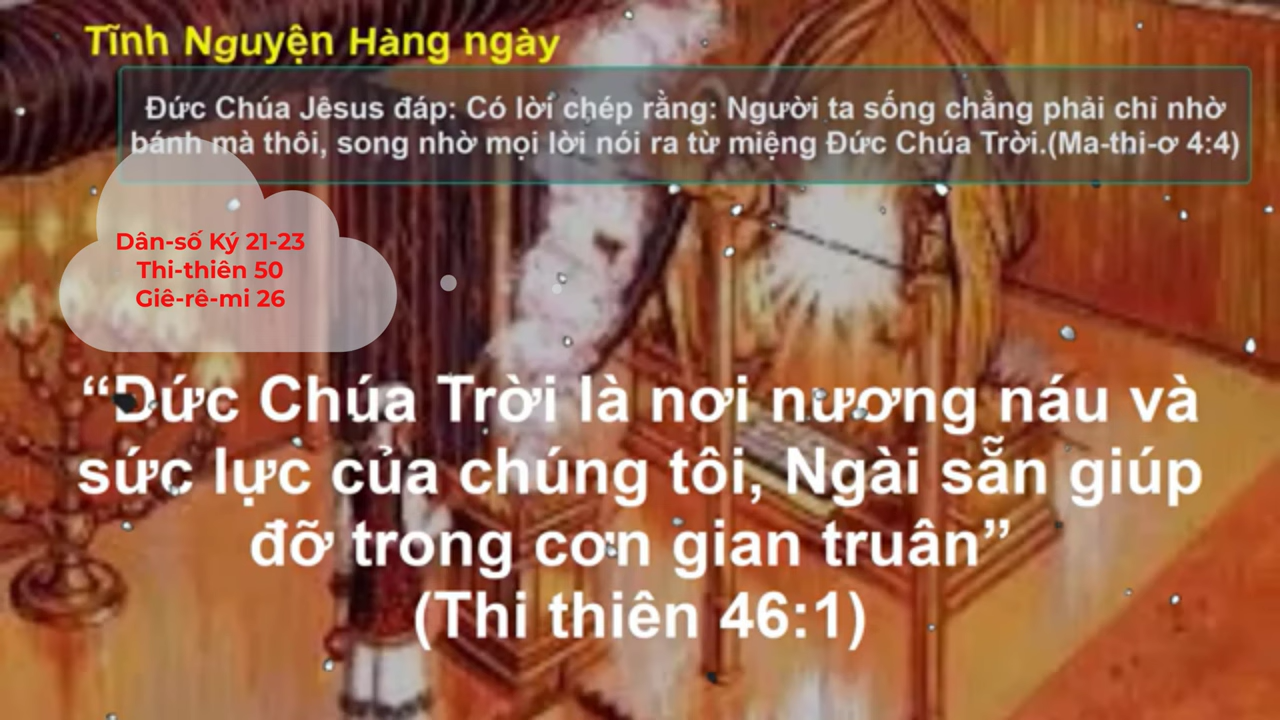 Tĩnh Nguyện Hàng ngày
Đức Chúa Jêsus đáp: Có lời chép rằng: Người ta sống chẳng phải chỉ nhờ
bánh mà thôi, song nhờ mọi lời nói ra từ miệng Đức Chúa Trời.(Ma-thi-ơ 4:4)
Dân-số Ký 21-23
Thi-thiên 50
Giê-rê-mi 26
“Đức Chúa Trời là nơi nương náu và
sức lực của chúng tôi, Ngài sẵn giúp
đỡ trong cơn gian truân”
(Thi thiên 46:1)